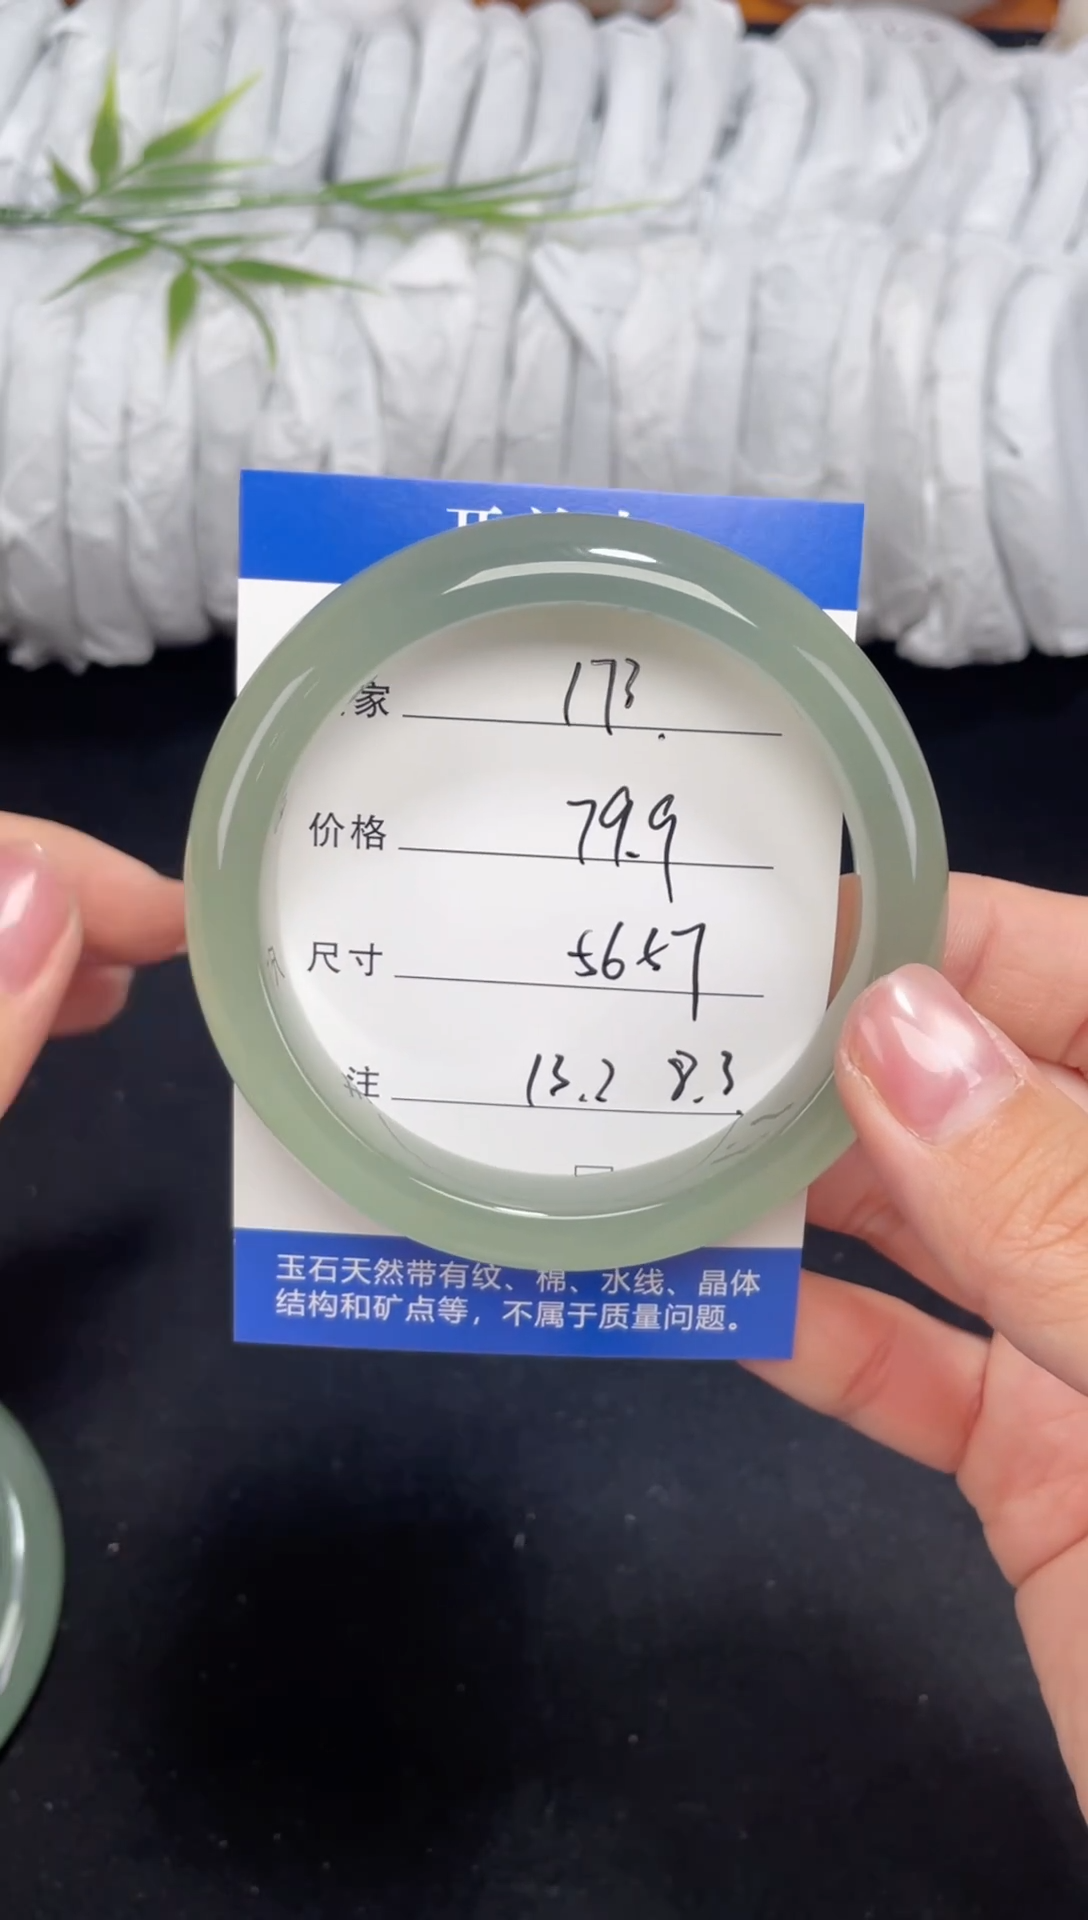 家 173.
价格 79.9
尺寸 5657
注 13.2 8.3
玉石天然带有纹、棉、水线、晶体
结构和矿点等，不属于质量问题。